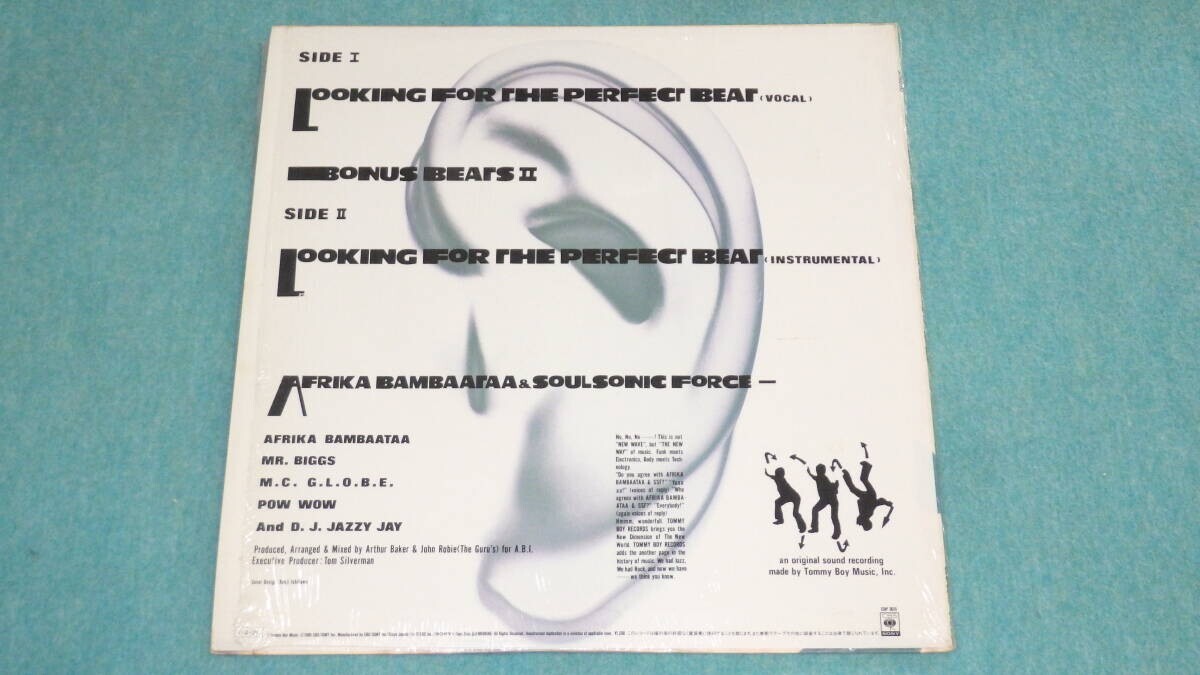 SIDE I
LOOKING FOR THE PERFECT BEAT (VOCAL)
BONUS BEATS II
SIDE II
LOOKING FOR THE PERFECT BEAT (INSTRUMENTAL)
AFRIKA BAMBAATAA & SOULSONIC FORCE —
AFRIKA BAMBAATAA
MR. BIGGS
M.C. G.L.O.B.E.
POW WOW
And D. J. JAZZY JAY
Produced, Arranged & Mixed by Arthur Baker & John Robie (The Guru's) for A.B.I.
Executive Producer: Tom Silverman
Cover Design:
No, No, No ──! This is not
"NEW WAVE", but "THE NEW
WAY" of music. Funk meets
Electronics, Body meets Tech-
nology.
"Do you agree with AFRIKA
BAMBAATAA & SSF?" (voices of reply) "Who
agrees with AFRIKA BAMBA
ATAA & SSF?" "Everybody!"
(again voices of reply)
Hmmm, wonderful! TOMMY
BOY RECORDS brings you the
New Dimension of The New
World. TOMMY BOY RECORDS
adds the another page in the
history of music. We had Jazz,
We had Rock, and now we have
──we think you know.
an original sound recording
made by Tommy Boy Music, Inc.
SONY